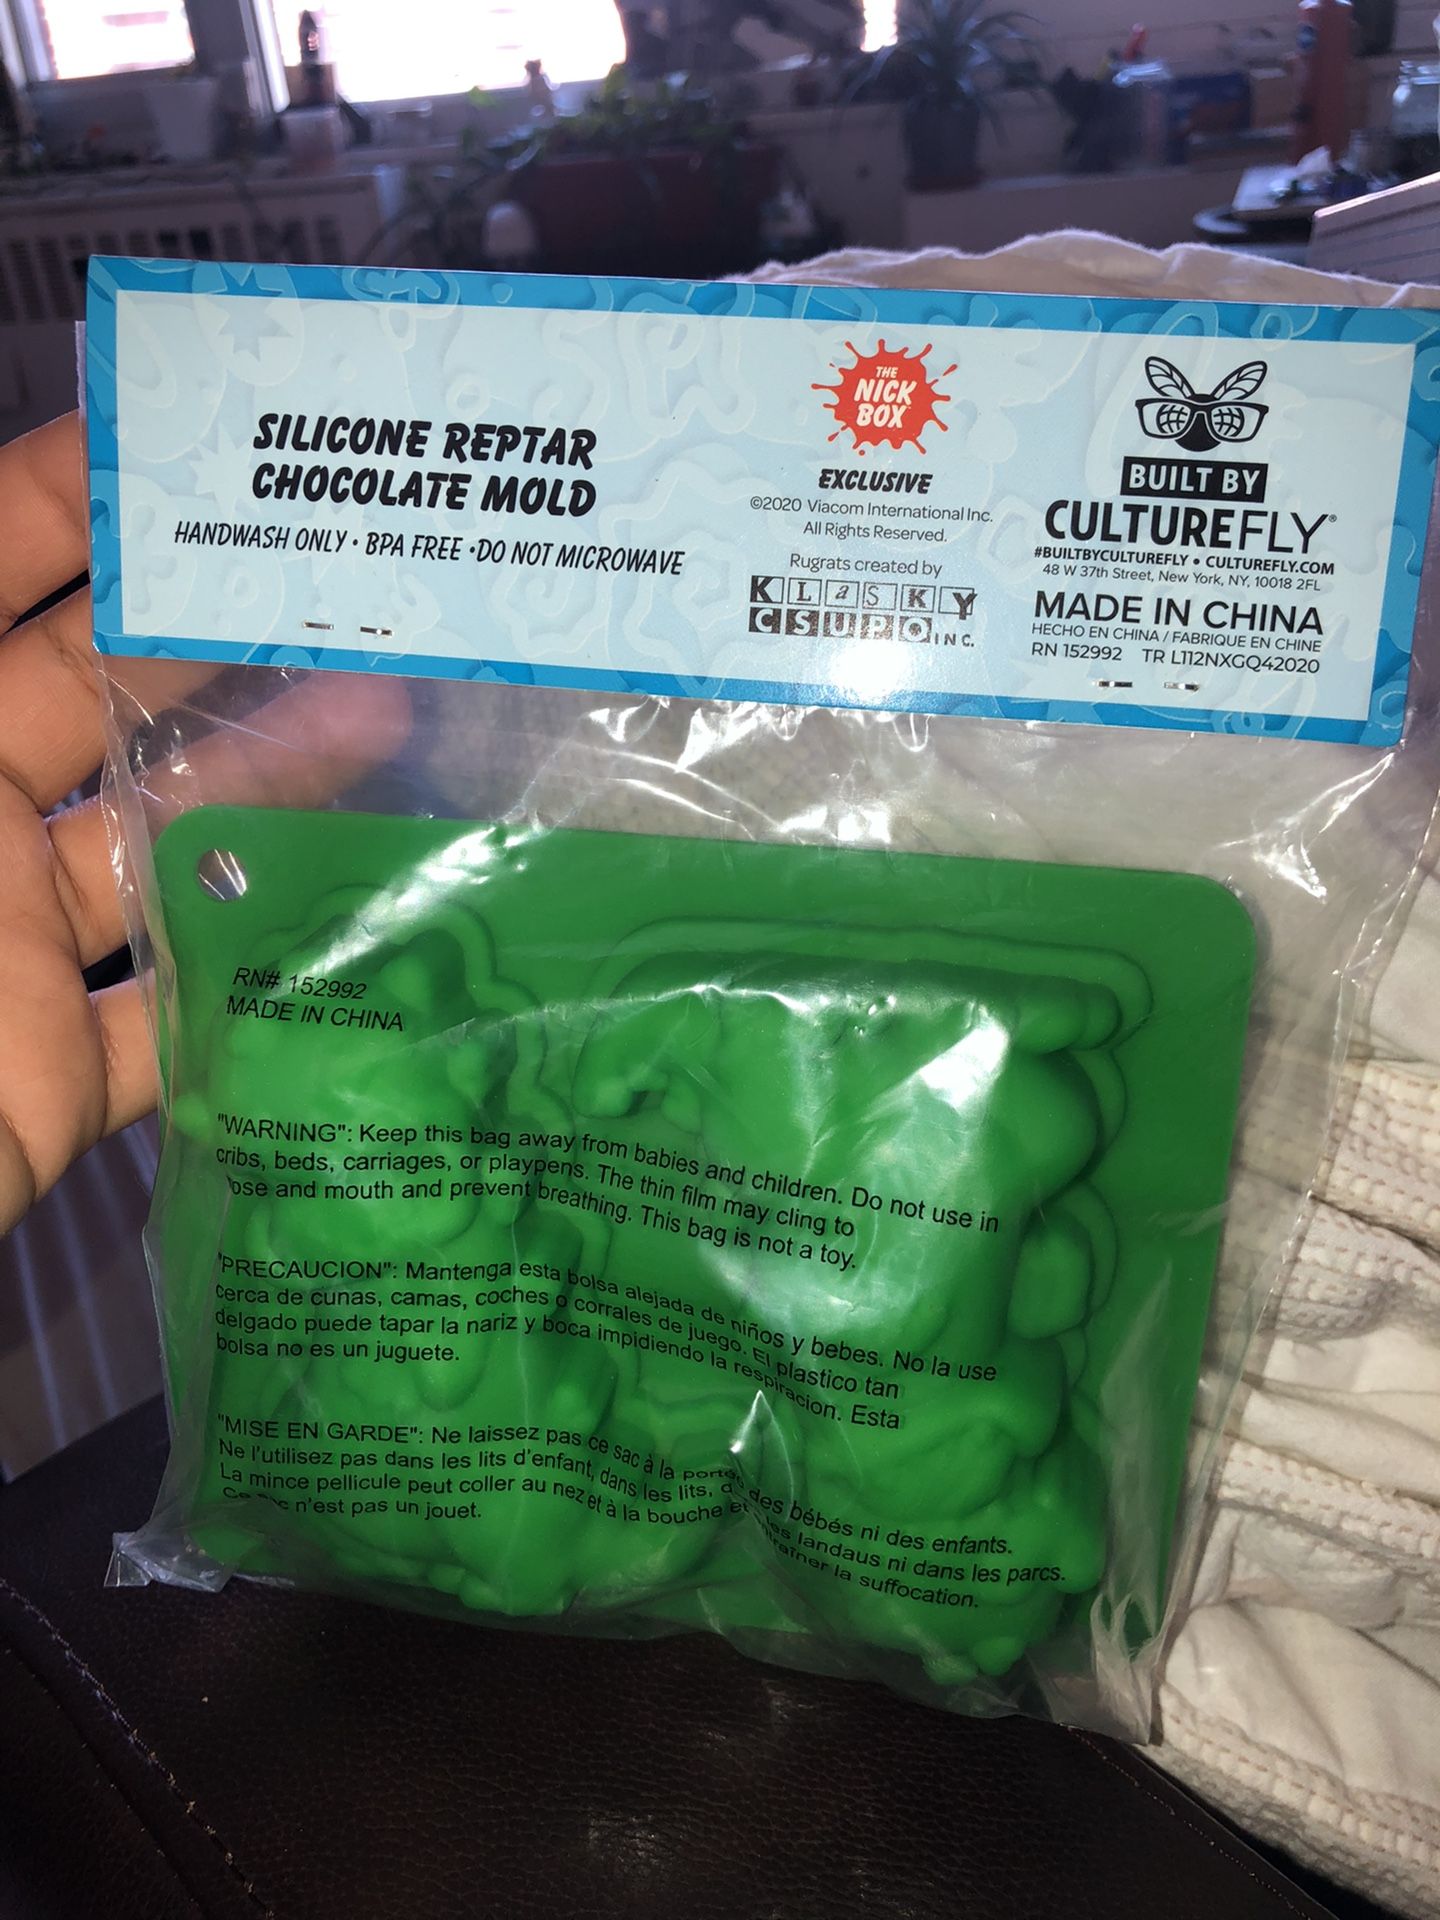 SILICONE REPTAR
CHOCOLATE MOLD
HANDWASH ONLY • BPA FREE •DO NOT MICROWAVE
THE
NICK
BOX
EXCLUSIVE
©2020 Viacom International Inc.
All Rights Reserved.
Rugrats created by
KLaSKY
CSUPO INC.
BUILT BY
CULTUREFLY®
#BUILTBYCULTUREFLY • CULTUREFLY.COM
48 W 37th Street, New York, NY, 10018 2FL
MADE IN CHINA
HECHO EN CHINA / FABRIQUE EN CHINE
RN 152992 TR L112NXGQ42020
RN# 152992
MADE IN CHINA
"WARNING": Keep this bag away from babies and children. Do not use in
cribs, beds, carriages, or playpens. The thin film may cling to
nose and mouth and prevent breathing. This bag is not a toy.
"PRECAUCION": Mantenga esta bolsa alejada de niños y bebes. No la use
cerca de cunas, camas, coches o corrales de juego. El plastico tan
delgado puede tapar la nariz y boca impidiendo la respiracion. Esta
bolsa no es un juguete.
"MISE EN GARDE": Ne laissez pas ce sac à la portée des bébés ni des enfants.
Ne l'utilisez pas dans les lits d'enfant, dans les lits, les landaus ni dans les parcs.
La mince pellicule peut coller au nez et à la bouche et entraîner la suffocation.
Ce sac n'est pas un jouet.